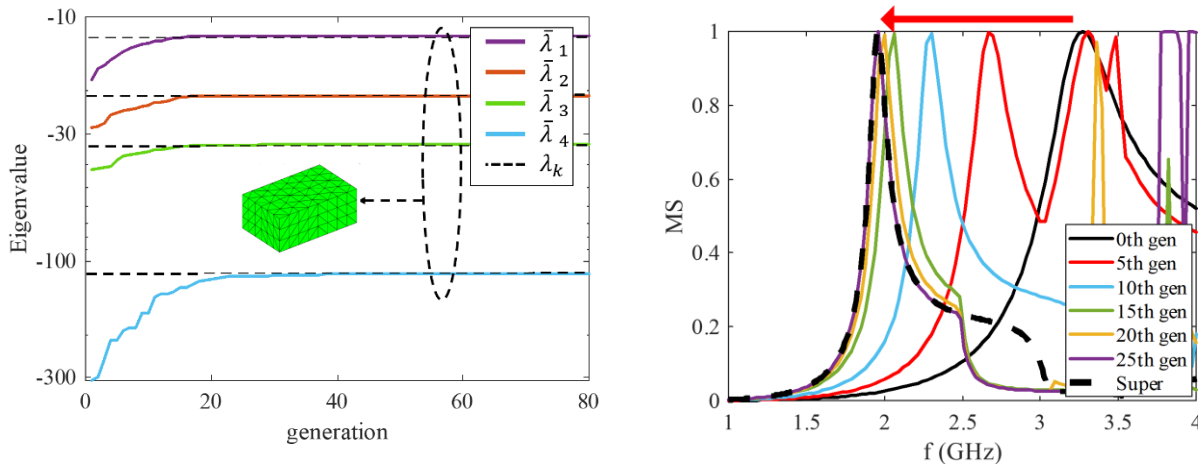 -10
-30
-100
-300
Eigenvalue
0
20
40
60
80
generation
λ̄ 1
λ̄ 2
λ̄ 3
λ̄ 4
λk
1
0.8
0.6
0.4
0.2
0
MS
1
1.5
2
2.5
3
3.5
4
f (GHz)
0th gen
5th gen
10th gen
15th gen
20th gen
25th gen
Super